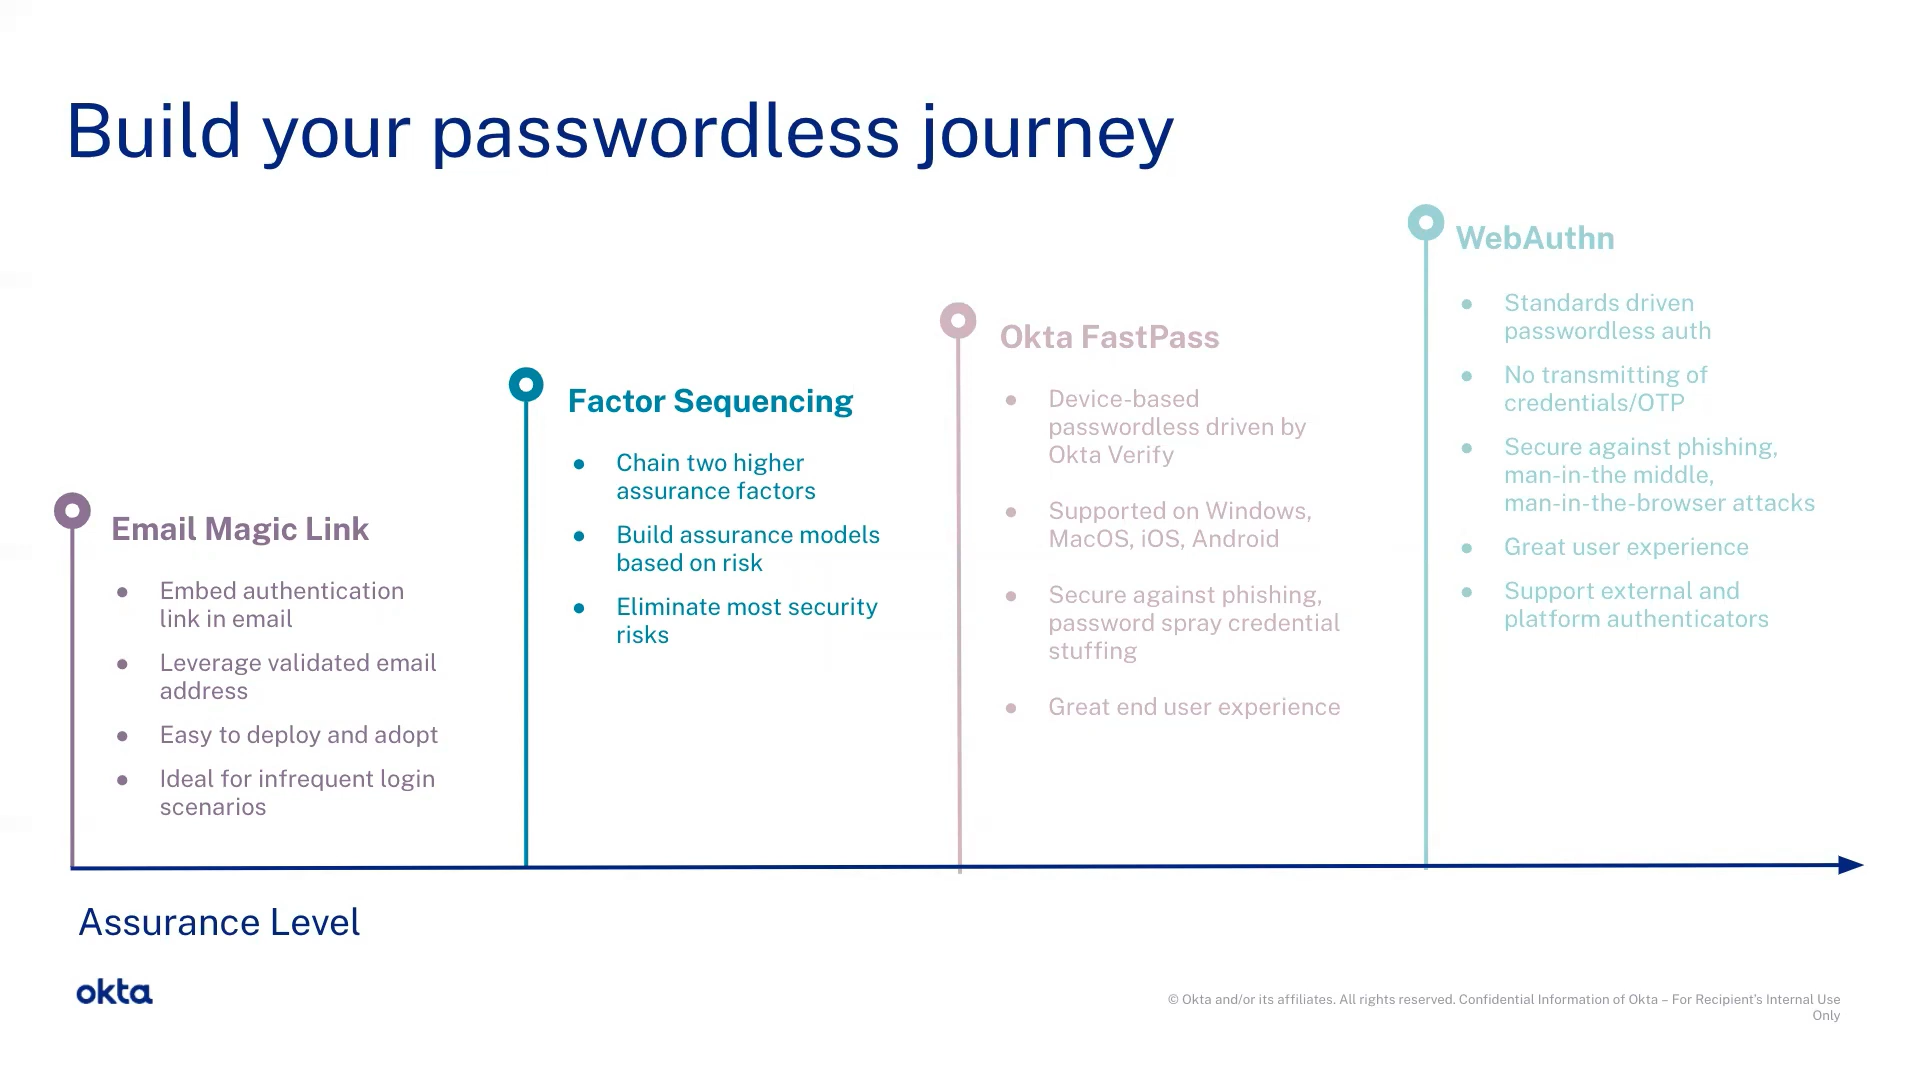 Build your passwordless journey
Email Magic Link
● Embed authentication
link in email
● Leverage validated email
address
● Easy to deploy and adopt
● Ideal for infrequent login
scenarios
Factor Sequencing
● Chain two higher
assurance factors
● Build assurance models
based on risk
● Eliminate most security
risks
Okta FastPass
● Device-based
passwordless driven by
Okta Verify
● Supported on Windows,
MacOS, iOS, Android
● Secure against phishing,
password spray credential
stuffing
● Great end user experience
WebAuthn
● Standards driven
passwordless auth
● No transmitting of
credentials/OTP
● Secure against phishing,
man-in-the middle,
man-in-the-browser attacks
● Great user experience
● Support external and
platform authenticators
Assurance Level
okta
© Okta and/or its affiliates. All rights reserved. Confidential Information of Okta – For Recipient's Internal Use
Only